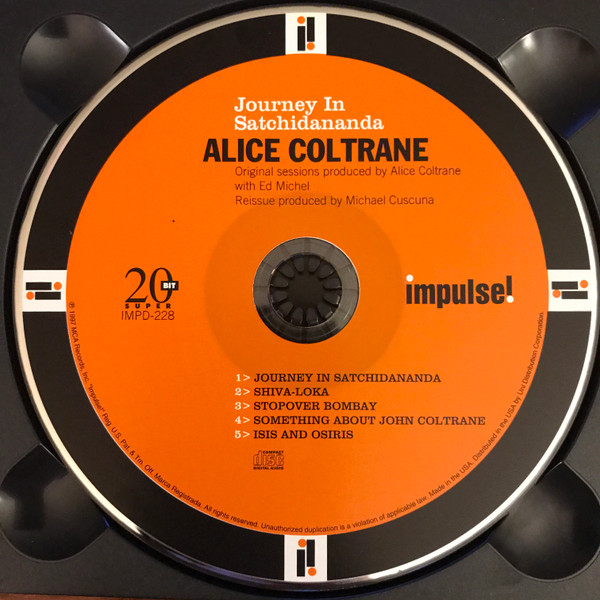 Journey In
Satchidananda
ALICE COLTRANE
Original sessions produced by Alice Coltrane
with Ed Michel
Reissue produced by Michael Cuscuna
20 BIT
SUPER
IMPD-228
impulse!
1> JOURNEY IN SATCHIDANANDA
2> SHIVA-LOKA
3> STOPOVER BOMBAY
4> SOMETHING ABOUT JOHN COLTRANE
5> ISIS AND OSIRIS
COMPACT
disc
DIGITAL AUDIO
℗ 1997 MCA Records, Inc. "Impulse!" Reg. U.S. Pat. & Tm. Off. Marca Registrada. All rights reserved. Unauthorized duplication is a violation of applicable law. Made in the USA. Distributed in the USA by Uni Distribution Corporation.